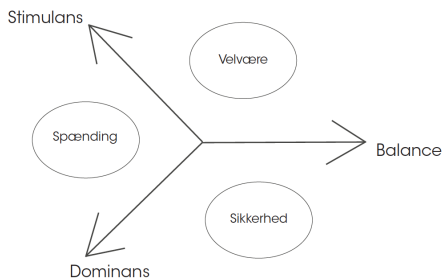 Stimulans
Velvære
Spænding
Balance
Sikkerhed
Dominans